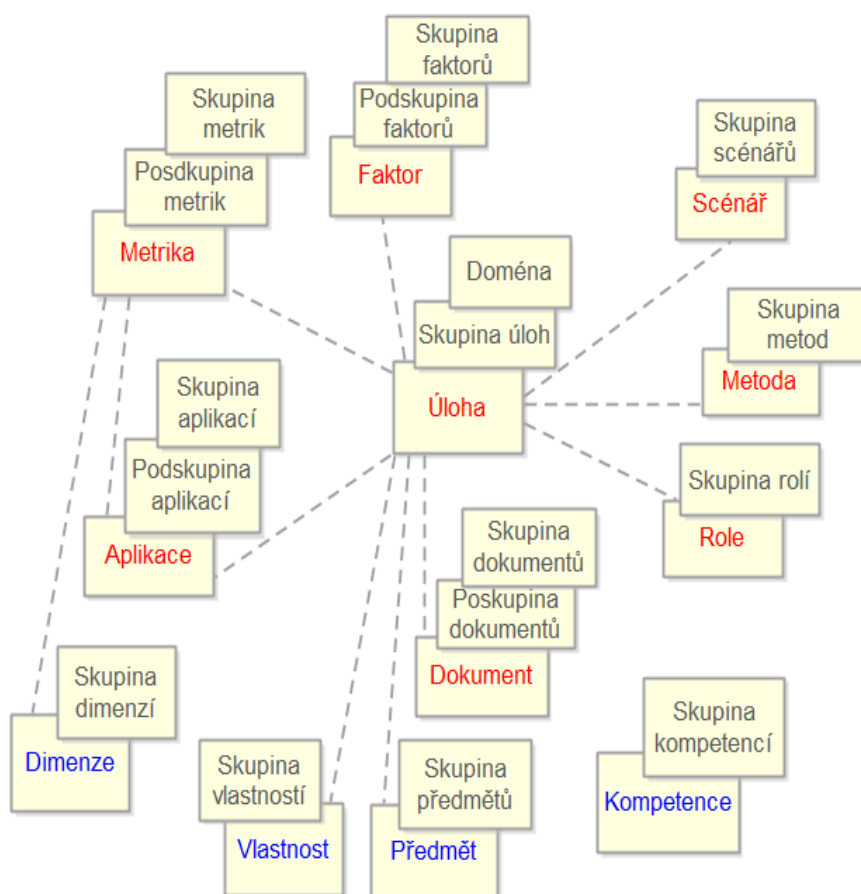 Skupina
faktorů
Podskupina
faktorů
Faktor
Skupina
metrik
Posdkupina
metrik
Metrika
Skupina
scénářů
Scénář
Doména
Skupina úloh
Úloha
Skupina
metod
Metoda
Skupina
aplikací
Podskupina
aplikací
Aplikace
Skupina rolí
Role
Skupina
dokumentů
Poskupina
dokumentů
Dokument
Skupina
dimenzí
Dimenze
Skupina
vlastností
Vlastnost
Skupina
předmětů
Předmět
Skupina
kompetencí
Kompetence